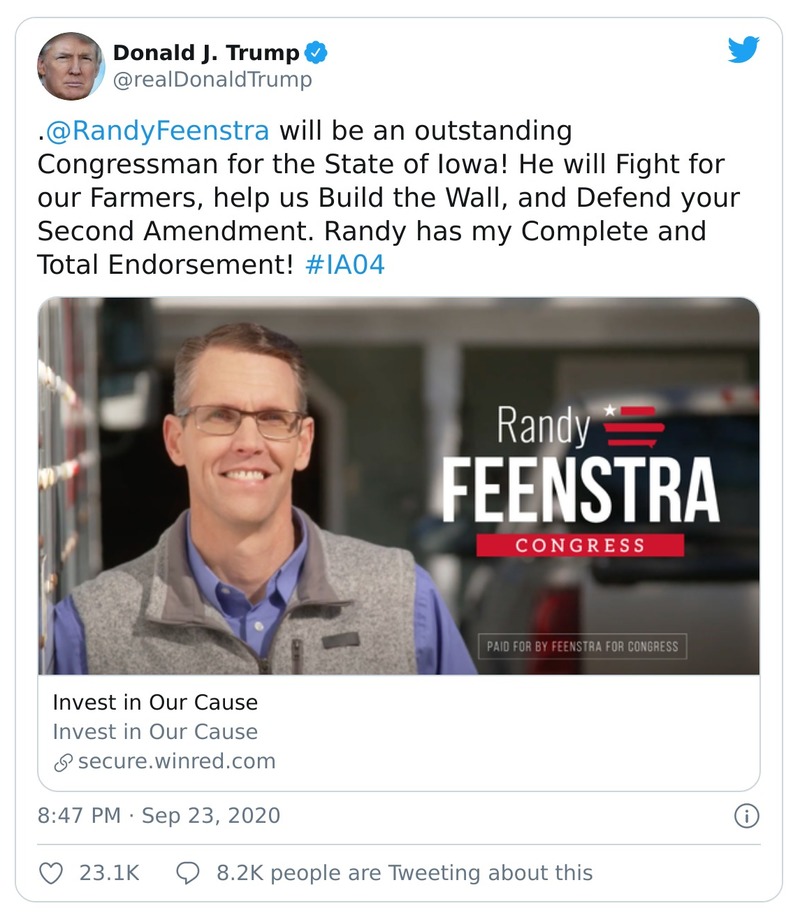 Donald J. Trump
@realDonaldTrump
.@RandyFeenstra will be an outstanding
Congressman for the State of Iowa! He will Fight for
our Farmers, help us Build the Wall, and Defend your
Second Amendment. Randy has my Complete and
Total Endorsement! #IA04
Randy
FEENSTRA
CONGRESS
PAID FOR BY FEENSTRA FOR CONGRESS
Invest in Our Cause
Invest in Our Cause
secure.winred.com
8:47 PM · Sep 23, 2020
23.1K 8.2K people are Tweeting about this